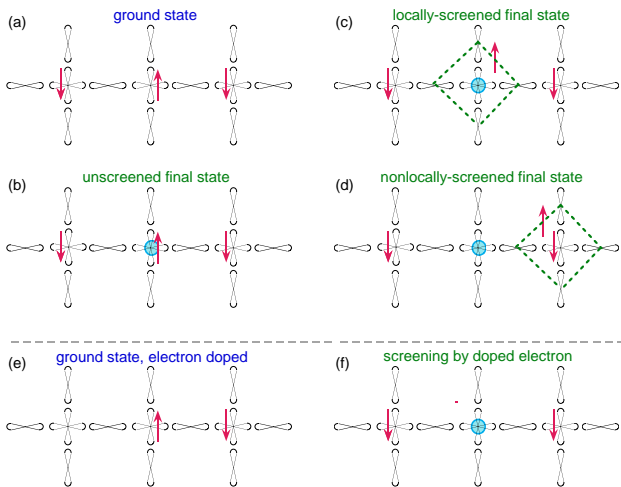 (a) ground state
(c) locally-screened final state
(b) unscreened final state
(d) nonlocally-screened final state
(e) ground state, electron doped
(f) screening by doped electron